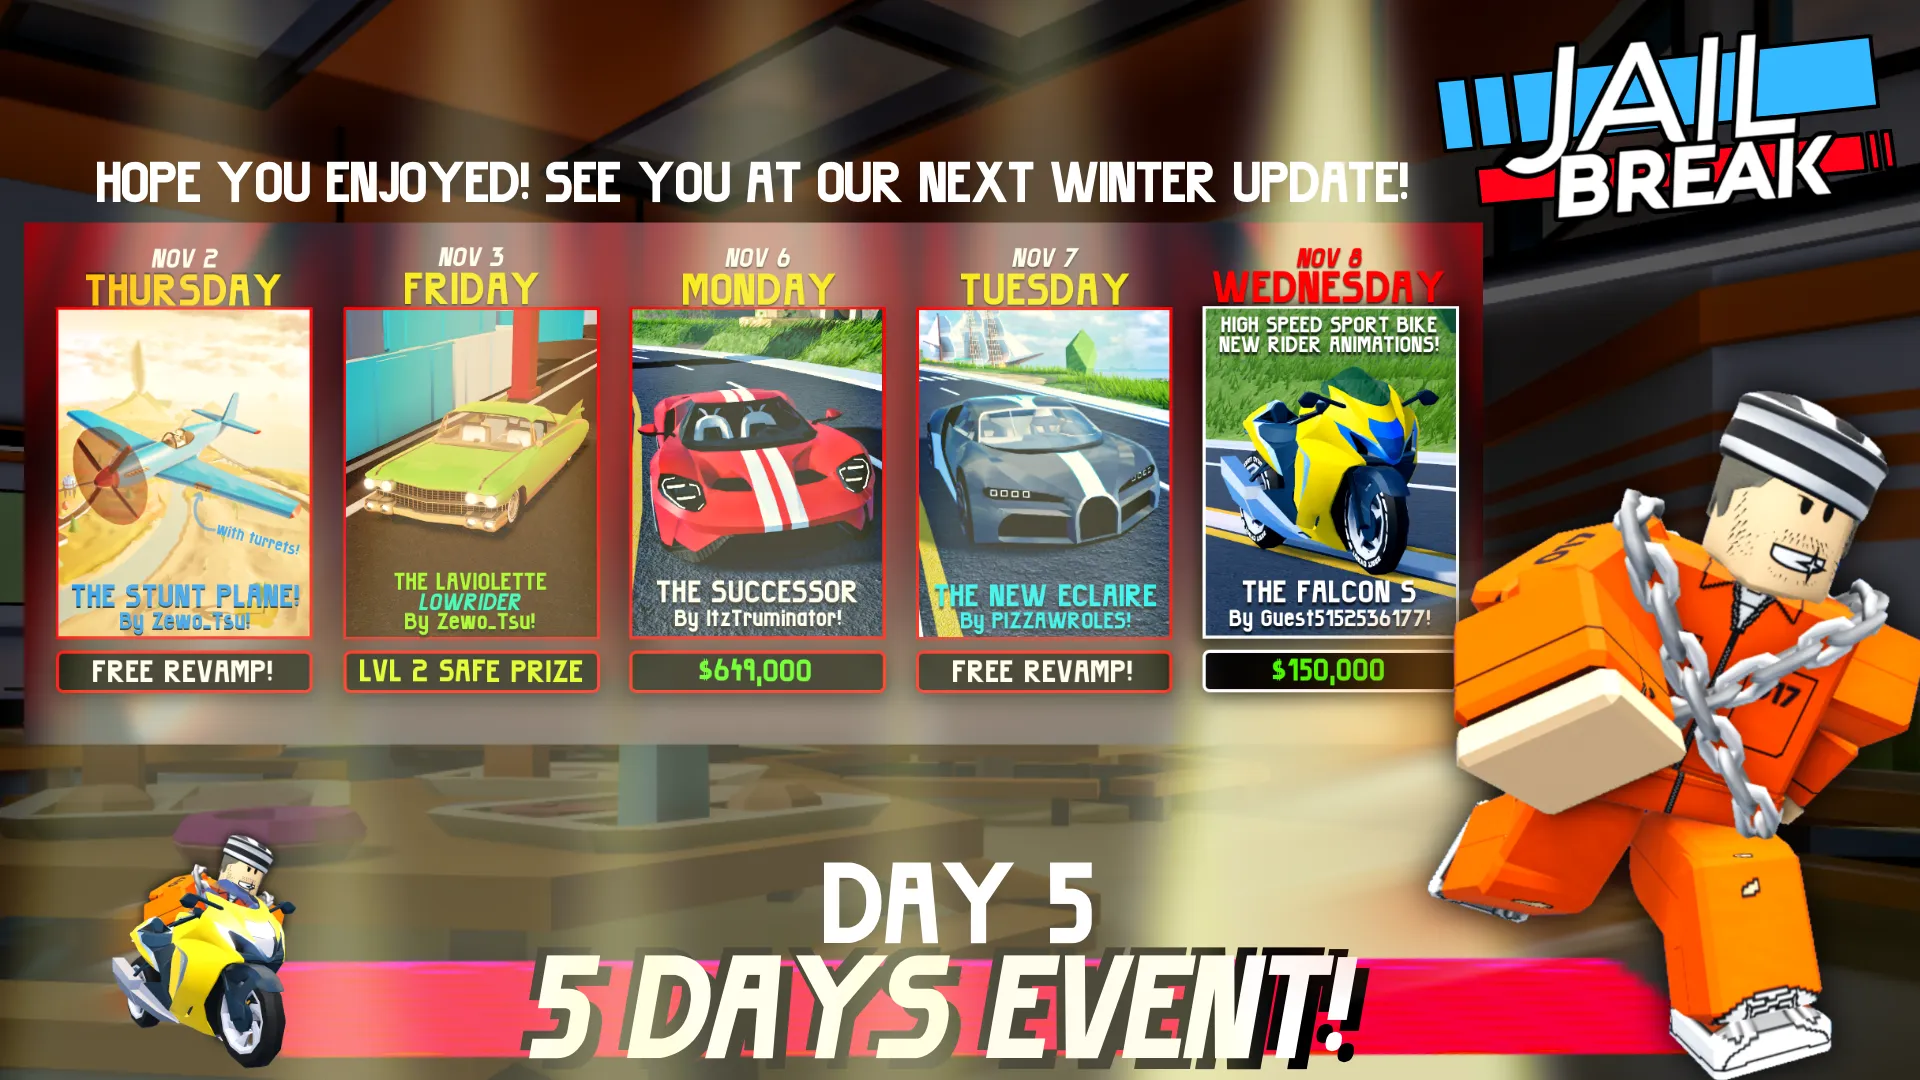 JAIL
BREAK
HOPE YOU ENJOYED! SEE YOU AT OUR NEXT WINTER UPDATE!
NOV 2
THURSDAY
with turrets!
THE STUNT PLANE!
By Zewo_Tsu!
FREE REVAMP!
NOV 3
FRIDAY
THE LAVIOLETTE
LOWRIDER
By Zewo_Tsu!
LVL 2 SAFE PRIZE
NOV 6
MONDAY
THE SUCCESSOR
By ItzTruminator!
$649,000
NOV 7
TUESDAY
THE NEW ECLAIRE
By PIZZAWROLES!
FREE REVAMP!
NOV 8
WEDNESDAY
HIGH SPEED SPORT BIKE
NEW RIDER ANIMATIONS!
THE FALCON S
By Guest5152536177!
$150,000
17
DAY 5
5 DAYS EVENT!